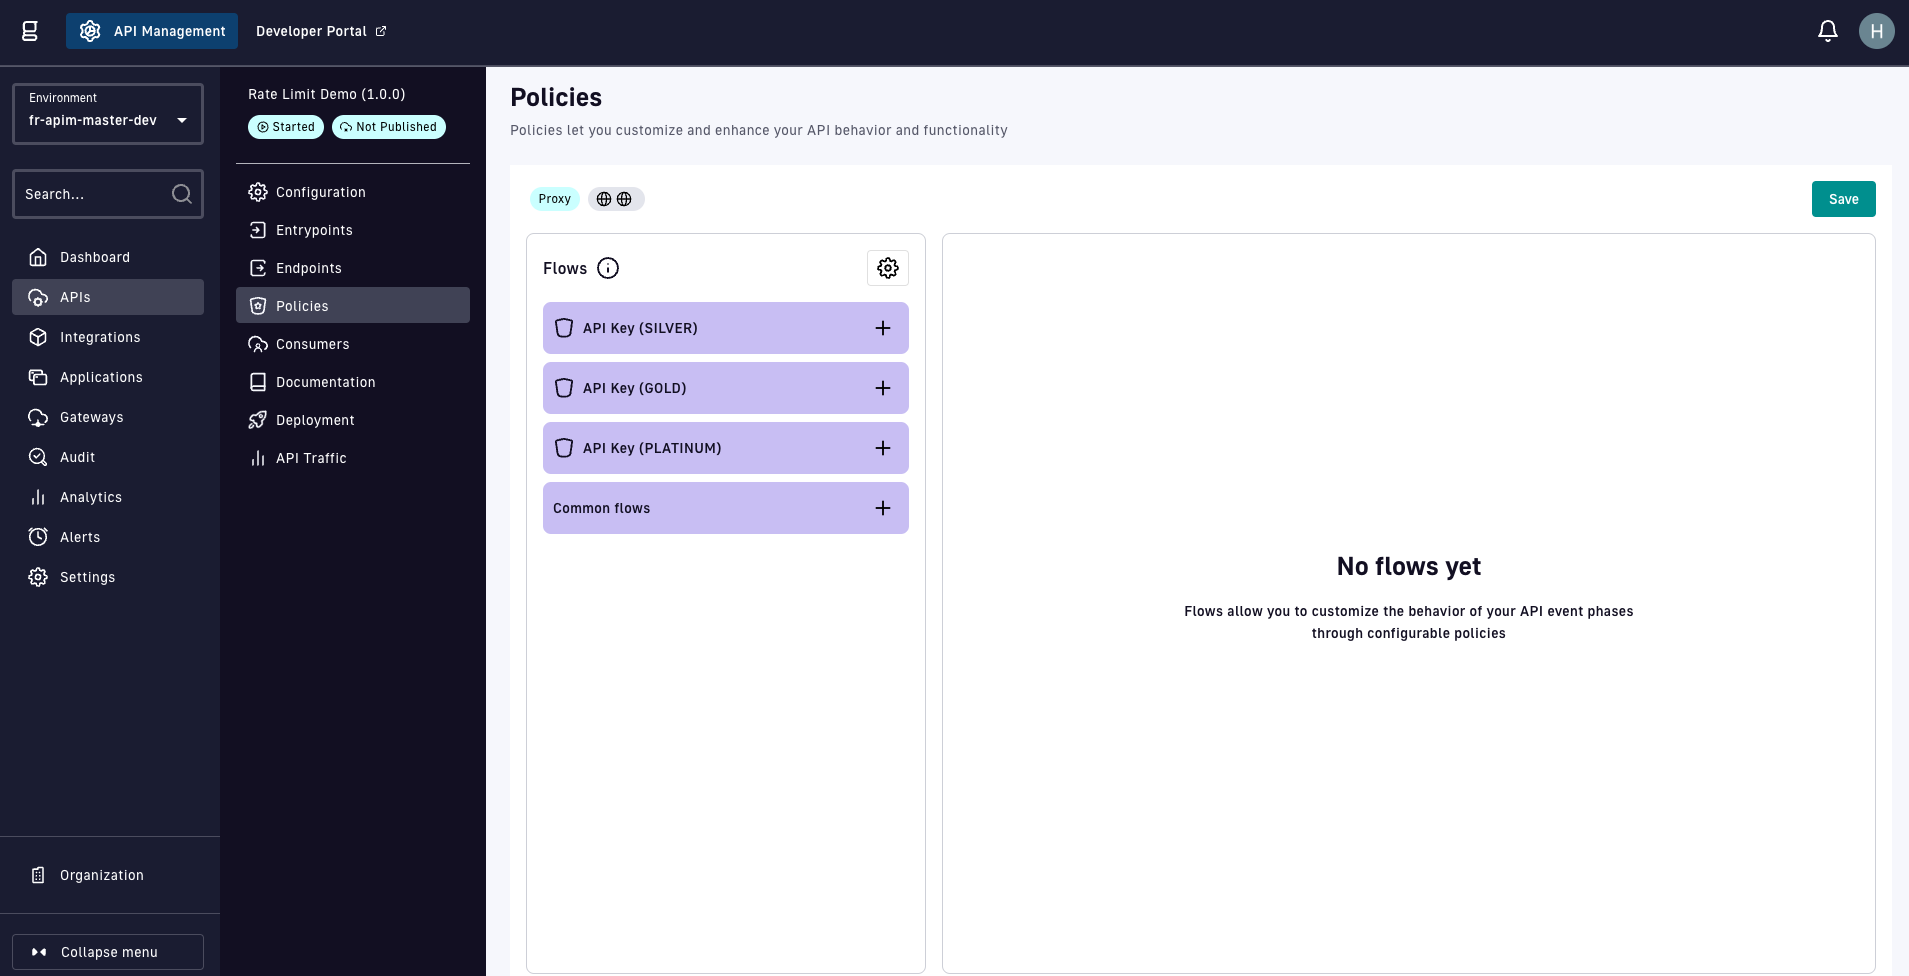 API Management
Developer Portal
H
Environment
fr-apim-master-dev
Search...
Dashboard
APIs
Integrations
Applications
Gateways
Audit
Analytics
Alerts
Settings
Organization
Collapse menu
Rate Limit Demo (1.0.0)
Started
Not Published
Configuration
Entrypoints
Endpoints
Policies
Consumers
Documentation
Deployment
API Traffic
Policies
Policies let you customize and enhance your API behavior and functionality
Proxy
Save
Flows
API Key (SILVER)
API Key (GOLD)
API Key (PLATINUM)
Common flows
No flows yet
Flows allow you to customize the behavior of your API event phases
through configurable policies